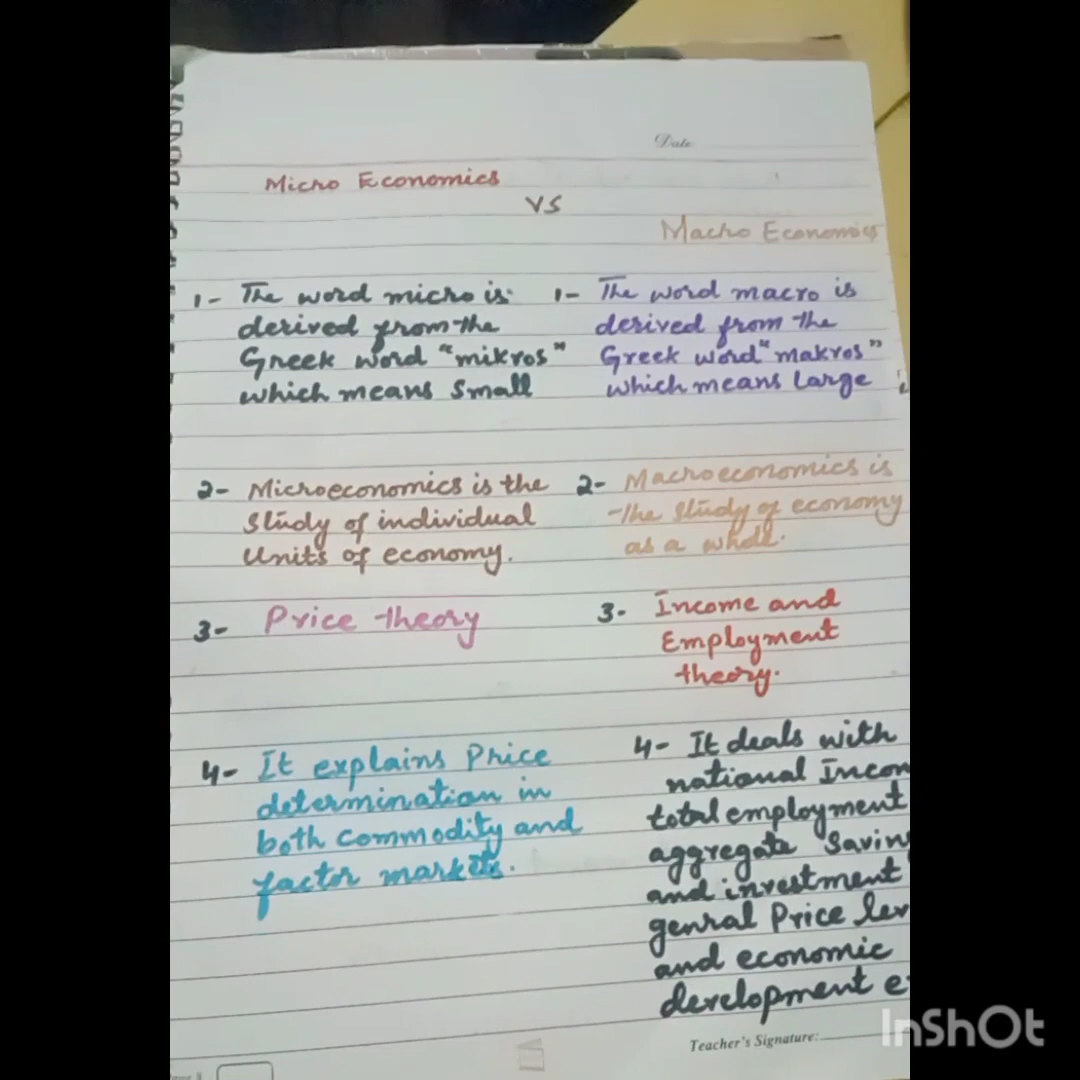 Date
Micro Economics
VS
Macro Economics
1- The word micro is
derived from the
Greek word "mikros"
which means small
1- The word macro is
derived from the
Greek word "makros"
which means large
2- Microeconomics is the
study of individual
units of economy.
2- Macroeconomics is
the study of economy
as a whole.
3- Price theory
3- Income and
Employment
theory.
4- It explains Price
determination in
both commodity and
factor markets.
4- It deals with
national Incom
total employment
aggregate Savin
and investment
genral Price lev
and economic
development e
Teacher's Signature:
InShOt